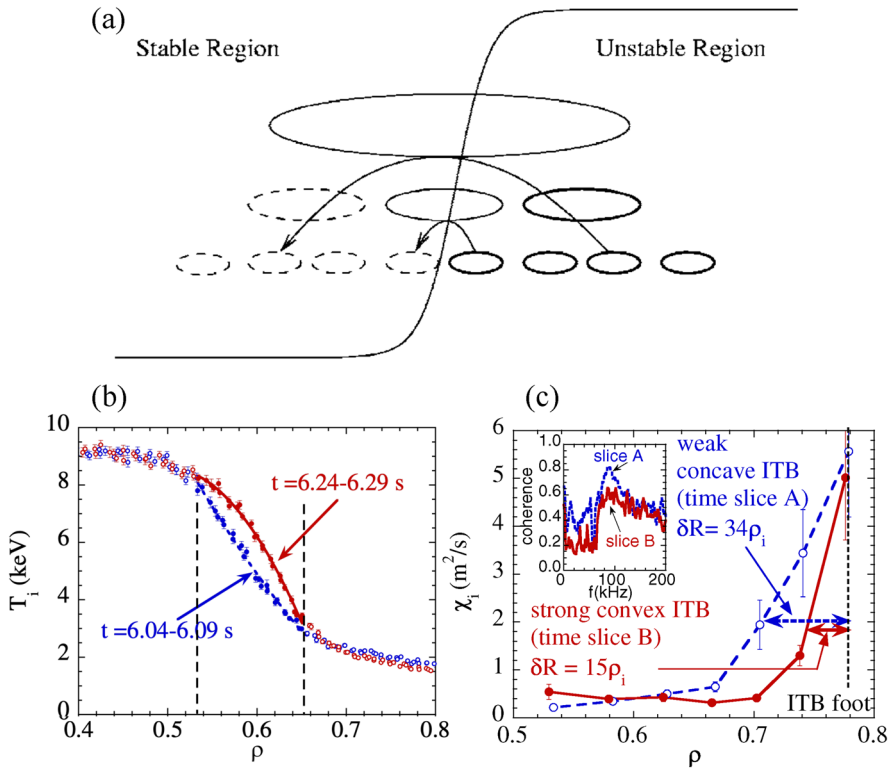 (a)
Stable Region
Unstable Region
(b)
10
8
6
4
2
0
T_i (keV)
t =6.24-6.29 s
t=6.04-6.09 s
0.4
0.5
0.6
0.7
0.8
ρ
(c)
6
5
4
3
2
1
0
χ_i (m²/s)
1.0
0.8
0.6
0.4
0.2
0.0
coherence
slice A
slice B
0
100
200
f(kHz)
weak
concave ITB
(time slice A)
δR= 34ρ_i
strong convex ITB
(time slice B)
δR = 15ρ_i
ITB foot
0.5
0.6
0.7
0.8
ρ